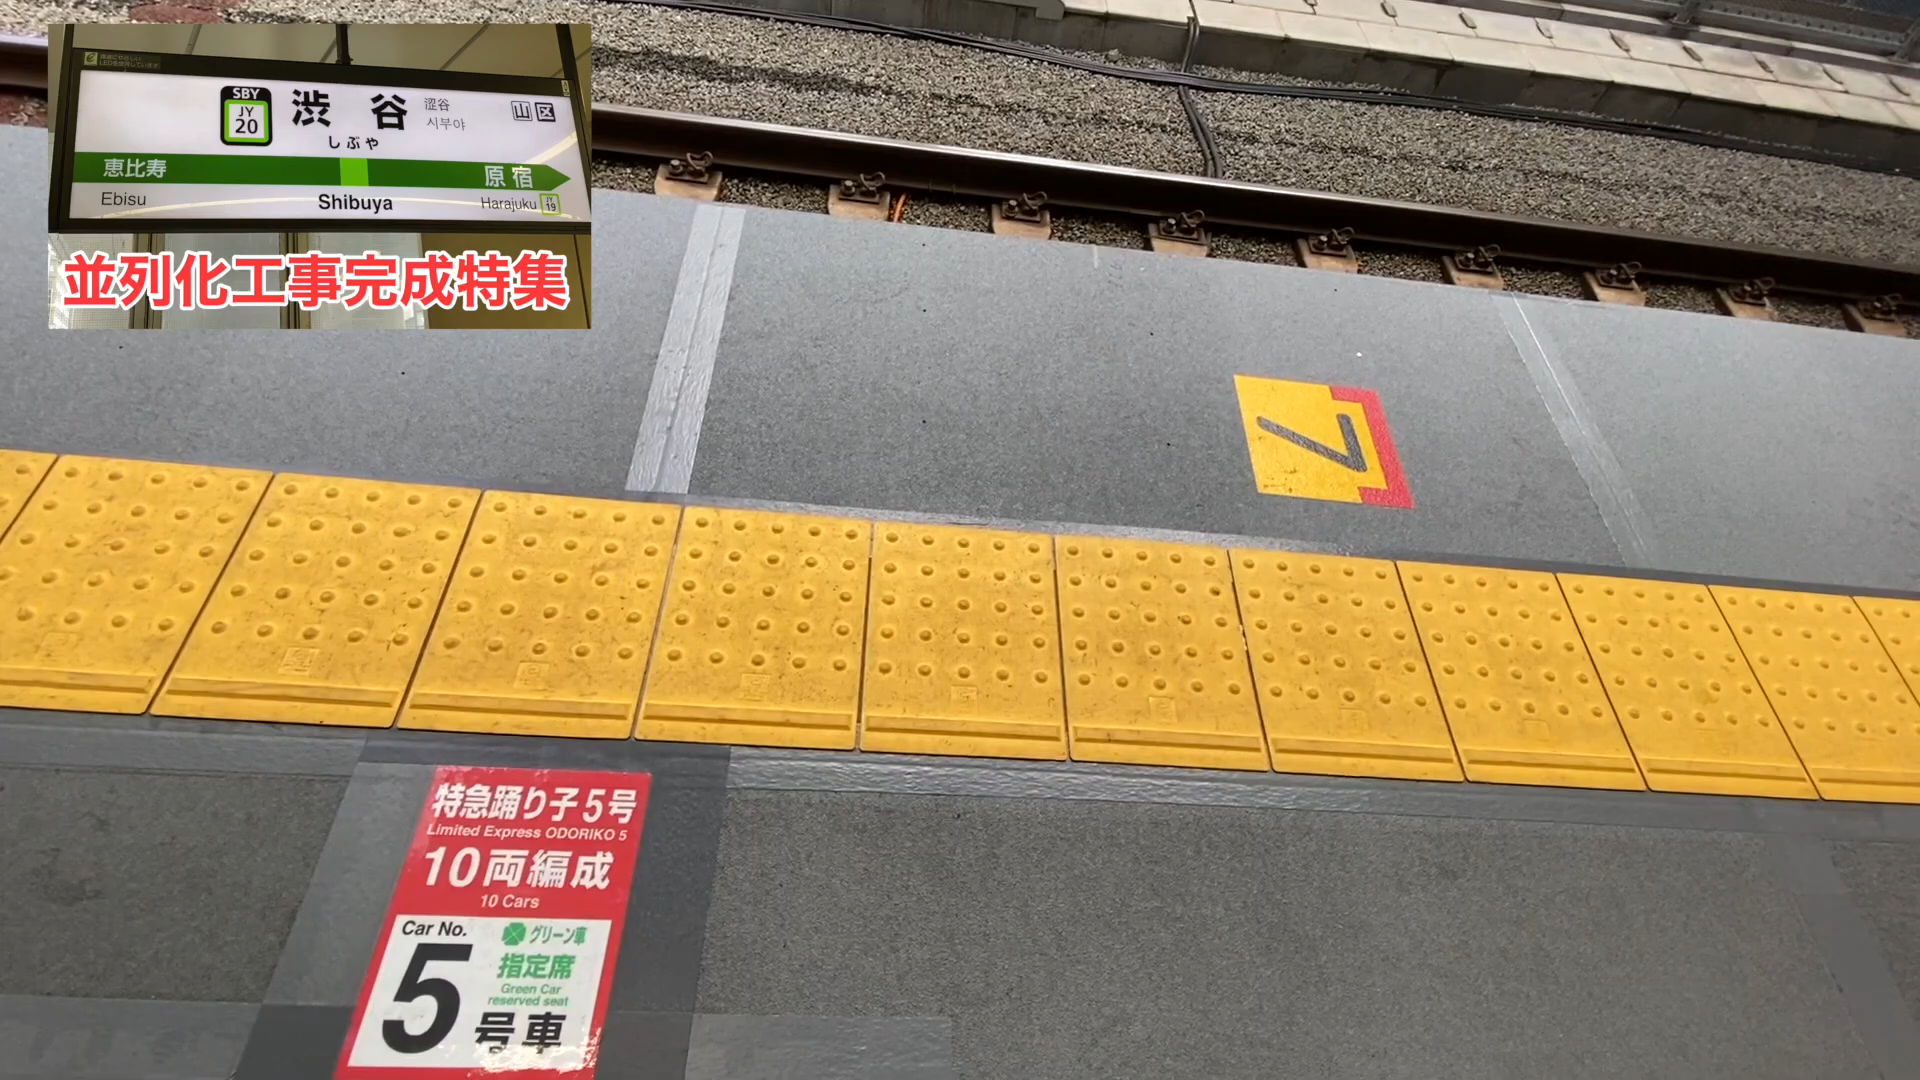 SBY
JY
20
渋谷
涩谷
시부야
山区
しぶや
恵比寿
原宿
Ebisu
Shibuya
Harajuku
JY
19
並列化工事完成特集
7
特急踊り子5号
Limited Express ODORIKO 5
10両編成
10 Cars
Car No.
5
号車
グリーン車
指定席
Green Car
reserved seat